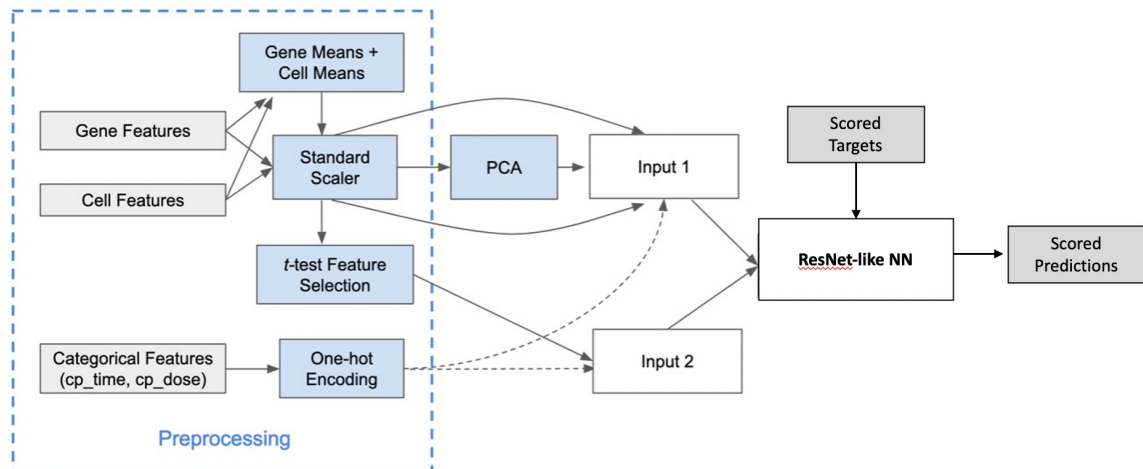 Gene Means +
Cell Means
Gene Features
Cell Features
Standard
Scaler
PCA
Input 1
Scored
Targets
ResNet-like NN
Scored
Predictions
t-test Feature
Selection
Categorical Features
(cp_time, cp_dose)
One-hot
Encoding
Input 2
Preprocessing